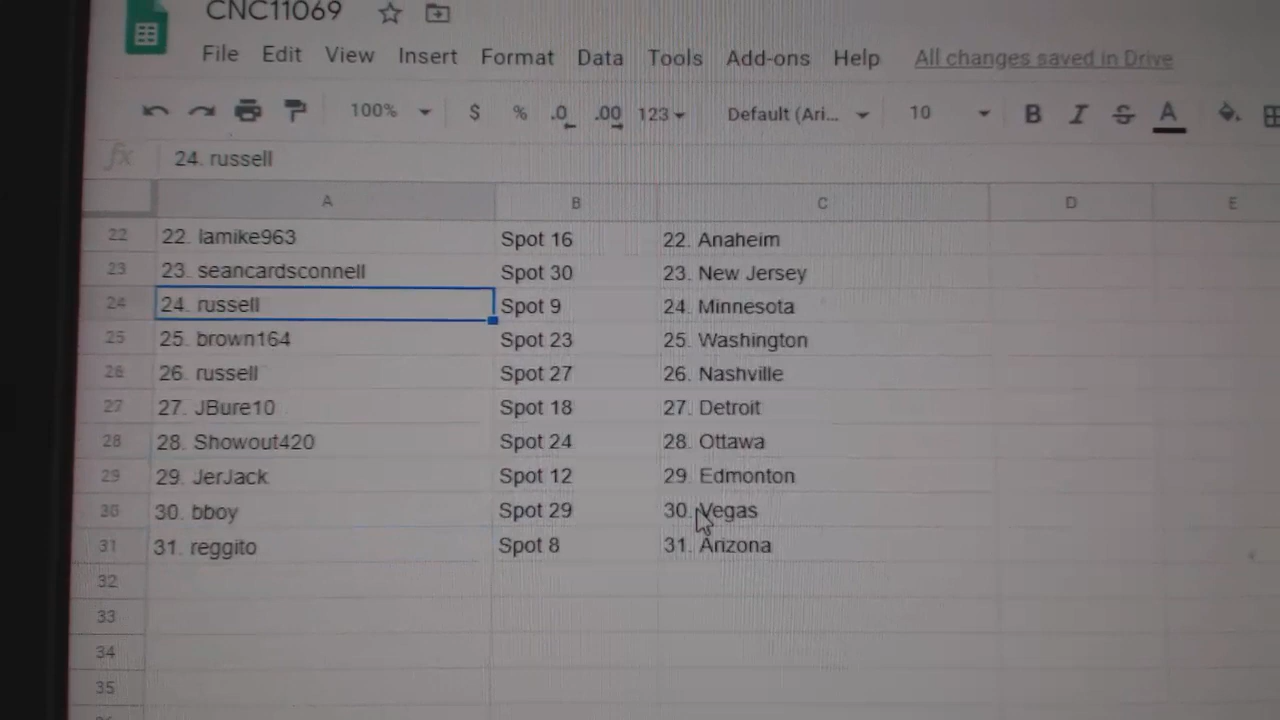 CNC11069
File Edit View Insert Format Data Tools Add-ons Help All changes saved in Drive
100% $ % .0 .00 123 Default (Ari... 10 B I S A
fx 24. russell
A B C D E
22 22. lamike963 Spot 16 22. Anaheim
23 23. seancardsconnell Spot 30 23. New Jersey
24 24. russell Spot 9 24. Minnesota
25 25. brown164 Spot 23 25. Washington
26 26. russell Spot 27 26. Nashville
27 27. JBure10 Spot 18 27. Detroit
28 28. Showout420 Spot 24 28. Ottawa
29 29. JerJack Spot 12 29. Edmonton
30 30. bboy Spot 29 30. Vegas
31 31. reggito Spot 8 31. Arizona
32
33
34
35